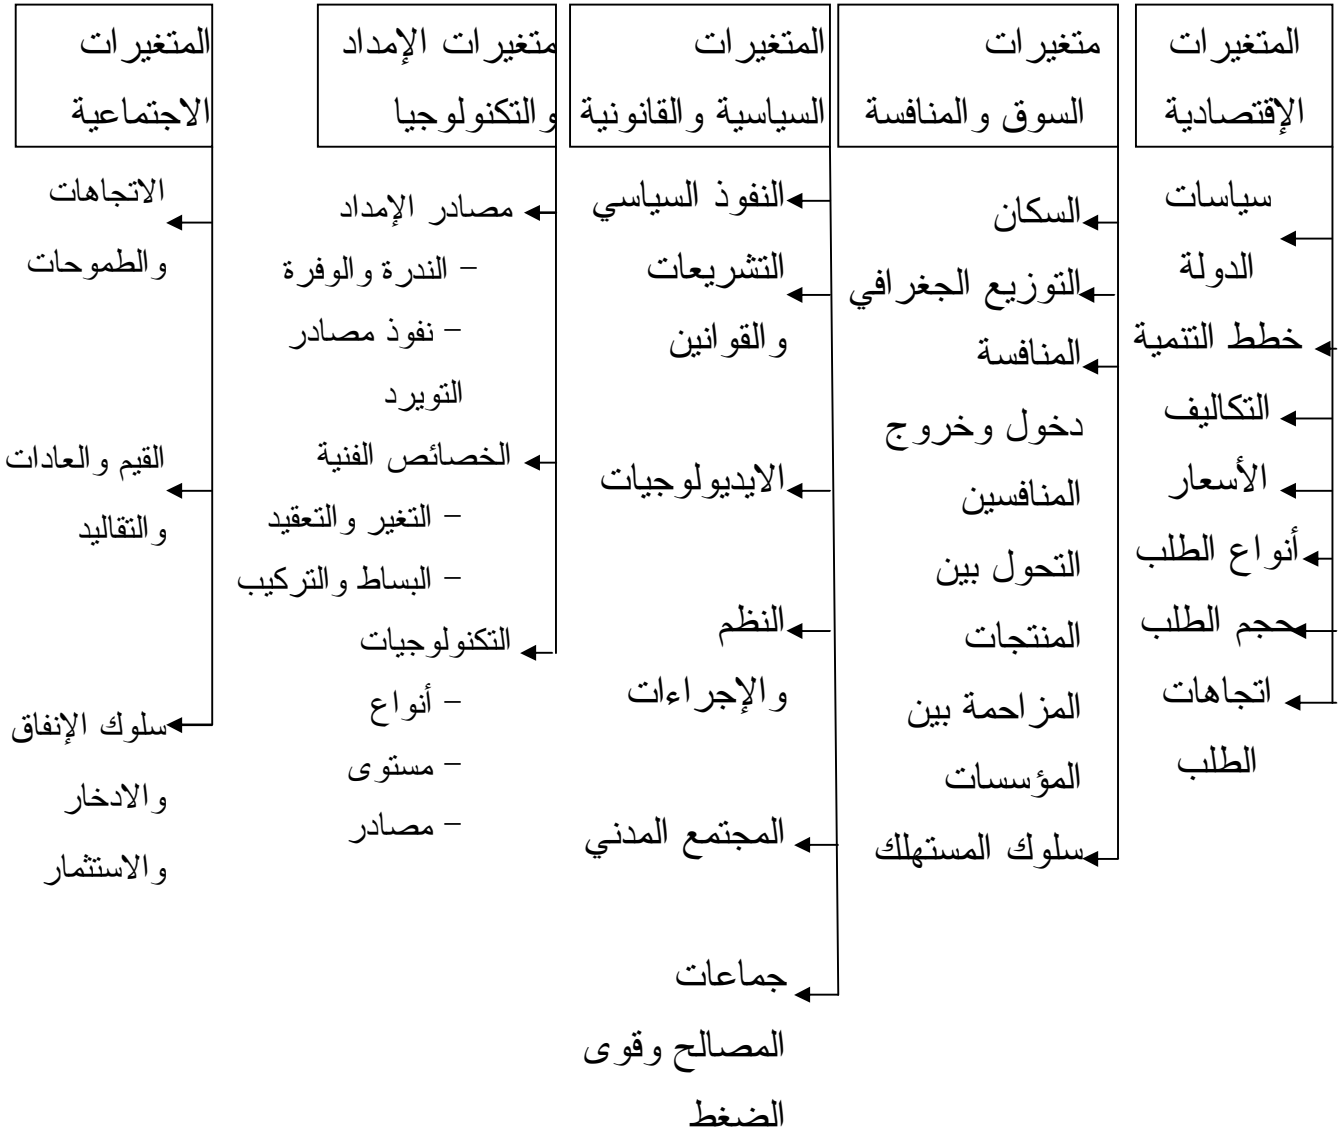 المتغيرات
الإقتصادية
سياسات
الدولة
خطط التنمية
التكاليف
الأسعار
أنواع الطلب
حجم الطلب
اتجاهات
الطلب
متغيرات
السوق والمنافسة
السكان
التوزيع الجغرافي
المنافسة
دخول وخروج
المنافسين
التحول بين
المنتجات
المزاحمة بين
المؤسسات
سلوك المستهلك
المتغيرات
السياسية والقانونية
النفوذ السياسي
التشريعات
والقوانين
الايديولوجيات
النظم
والإجراءات
المجتمع المدني
جماعات
المصالح وقوى
الضغط
متغيرات الإمداد
والتكنولوجيا
مصادر الإمداد
- الندرة والوفرة
- نفوذ مصادر
التويرد
الخصائص الفنية
- التغير والتعقيد
- البساط والتركيب
التكنولوجيات
- أنواع
- مستوى
- مصادر
المتغيرات
الاجتماعية
الاتجاهات
والطموحات
القيم والعادات
والتقاليد
سلوك الإنفاق
والادخار
والاستثمار